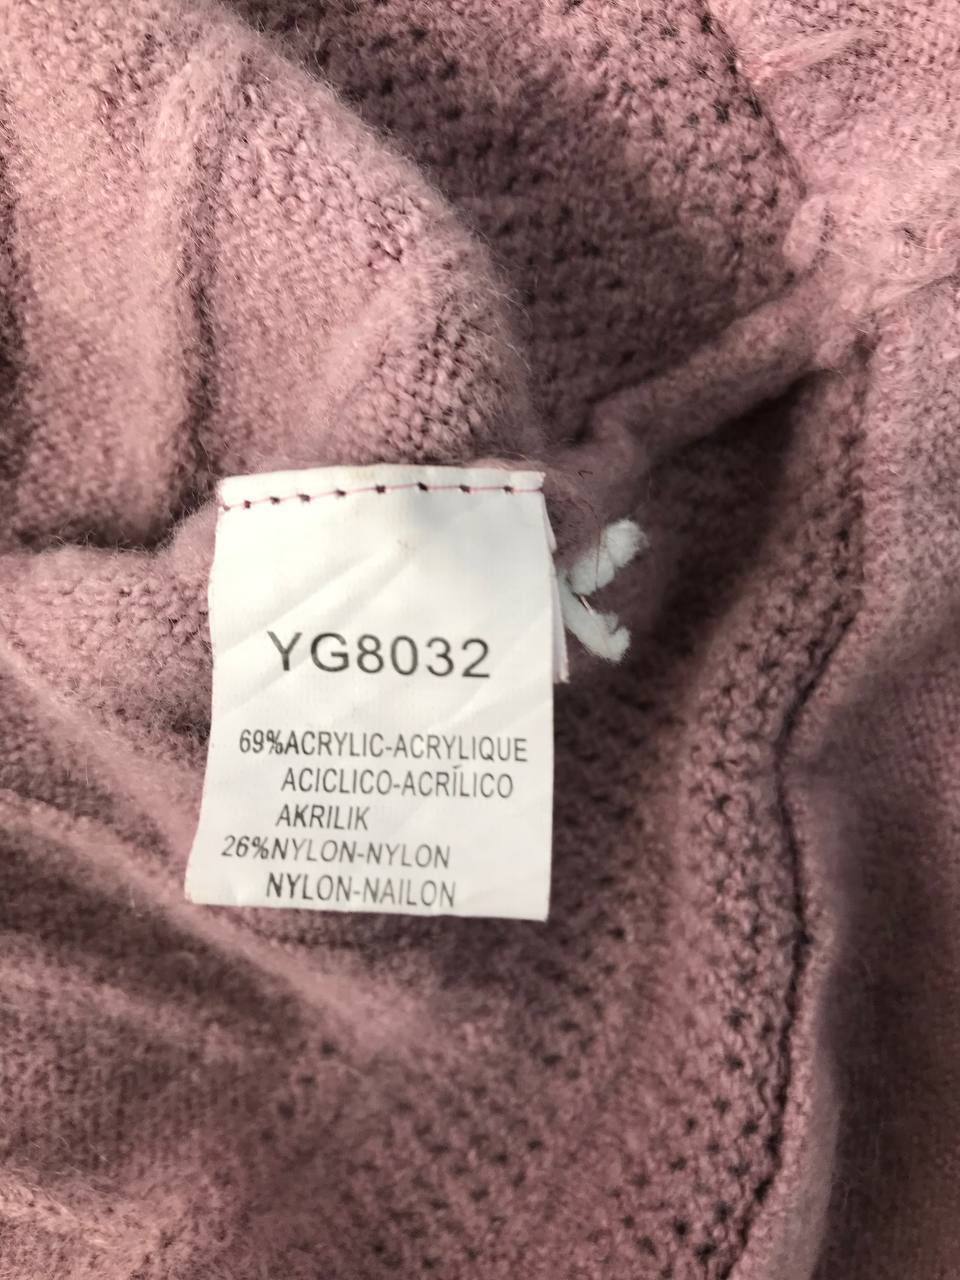 YG8032
69%ACRYLIC-ACRYLIQUE
ACICLICO-ACRÍLICO
AKRILIK
26%NYLON-NYLON
NYLON-NAILON